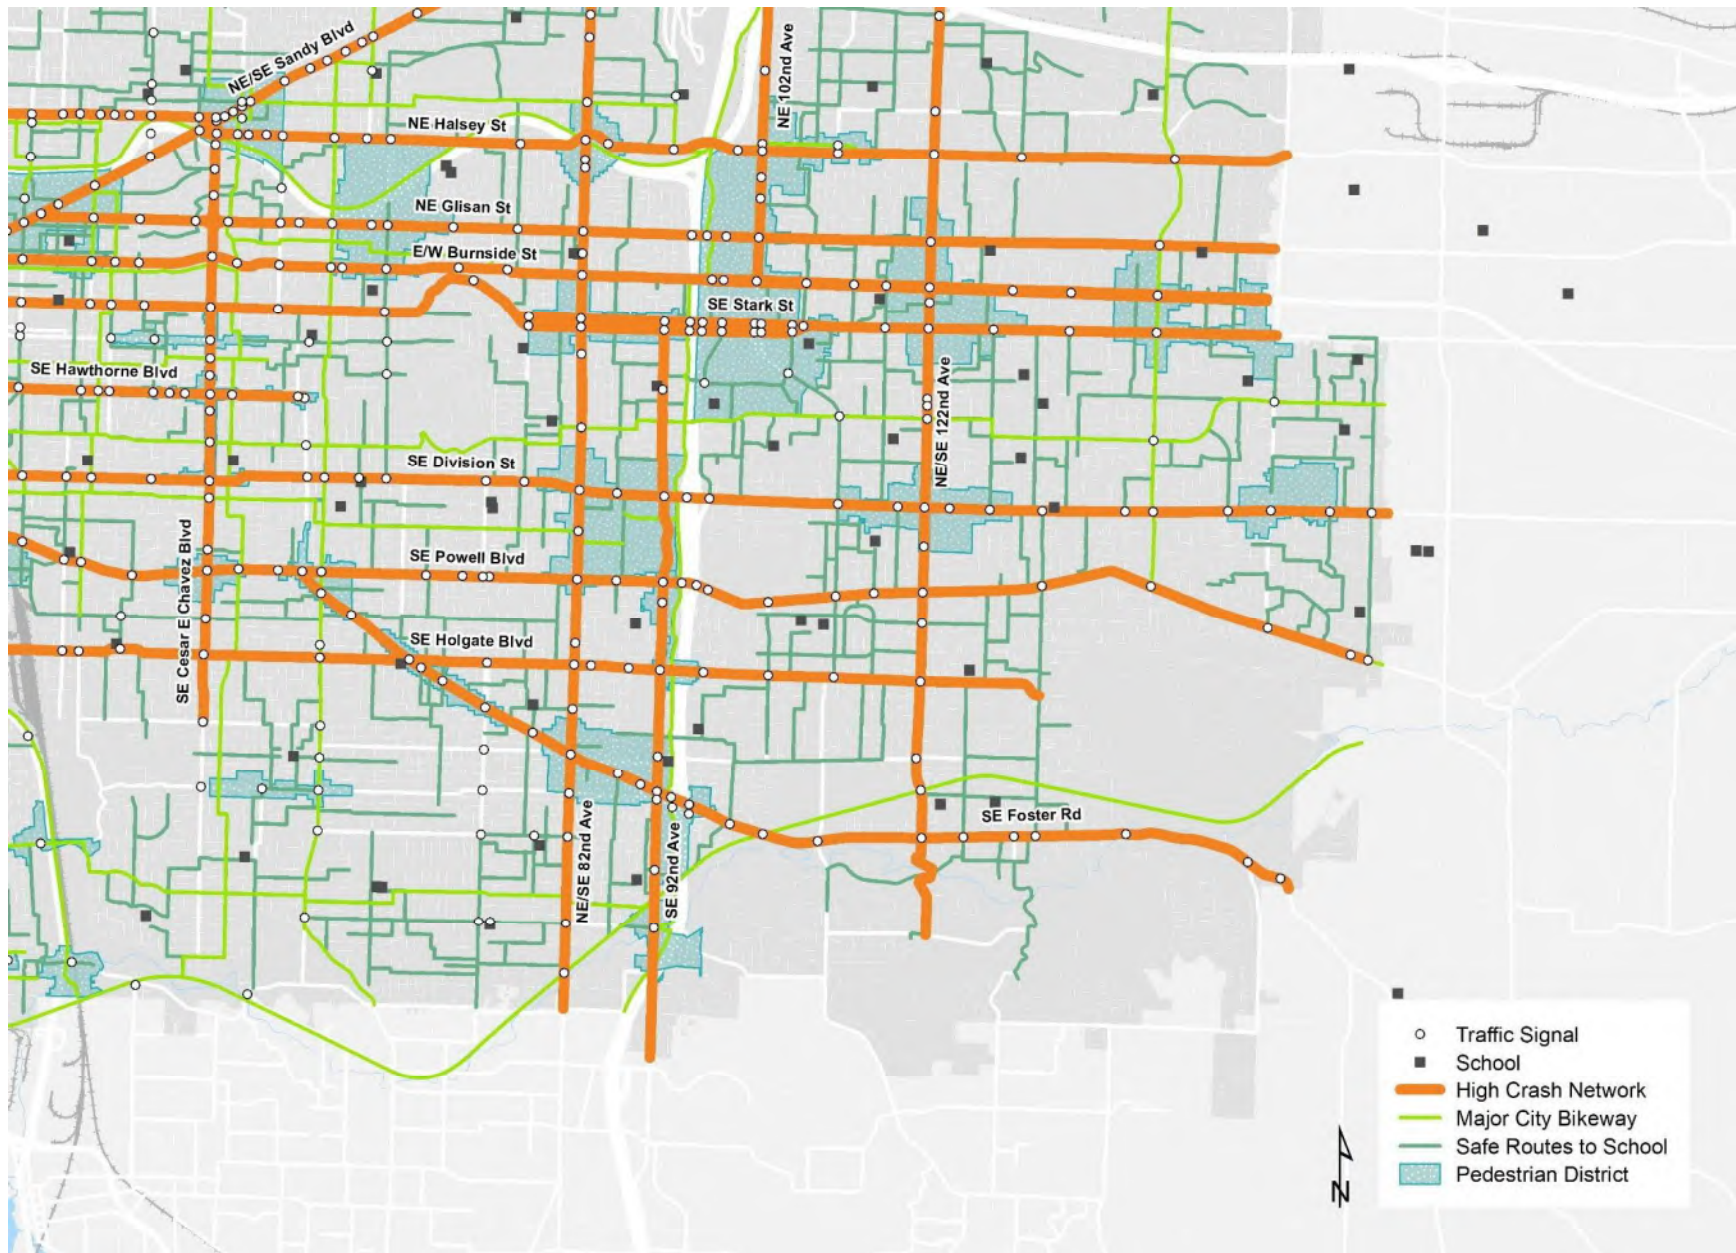 NE/SE Sandy Blvd
NE 102nd Ave
NE Halsey St
NE Glisan St
E/W Burnside St
SE Stark St
SE Hawthorne Blvd
NE/SE 122nd Ave
SE Division St
SE Cesar E Chavez Blvd
SE Powell Blvd
SE Holgate Blvd
SE Foster Rd
NE/SE 82nd Ave
SE 92nd Ave
Traffic Signal
School
High Crash Network
Major City Bikeway
Safe Routes to School
Pedestrian District
N